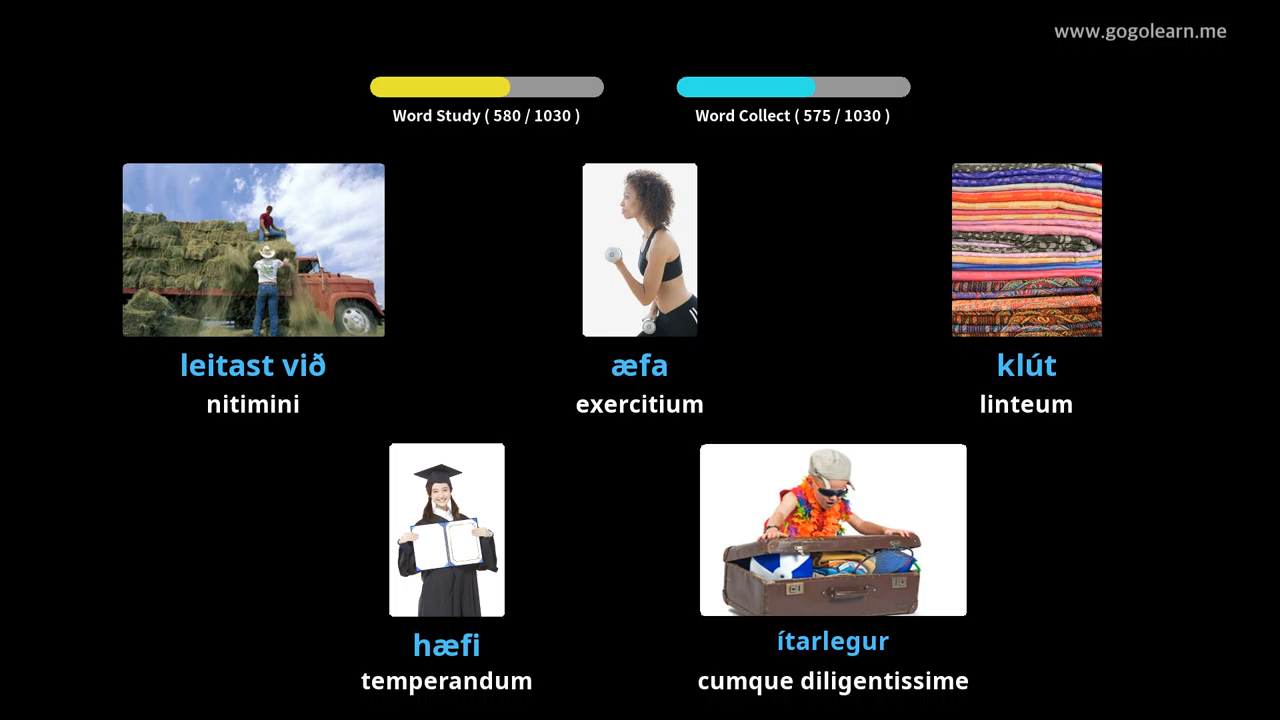 www.gogolearn.me
Word Study ( 580 / 1030 )
Word Collect ( 575 / 1030 )
leitast við
nitimini
æfa
exercitium
klút
linteum
hæfi
temperandum
ítarlegur
cumque diligentissime